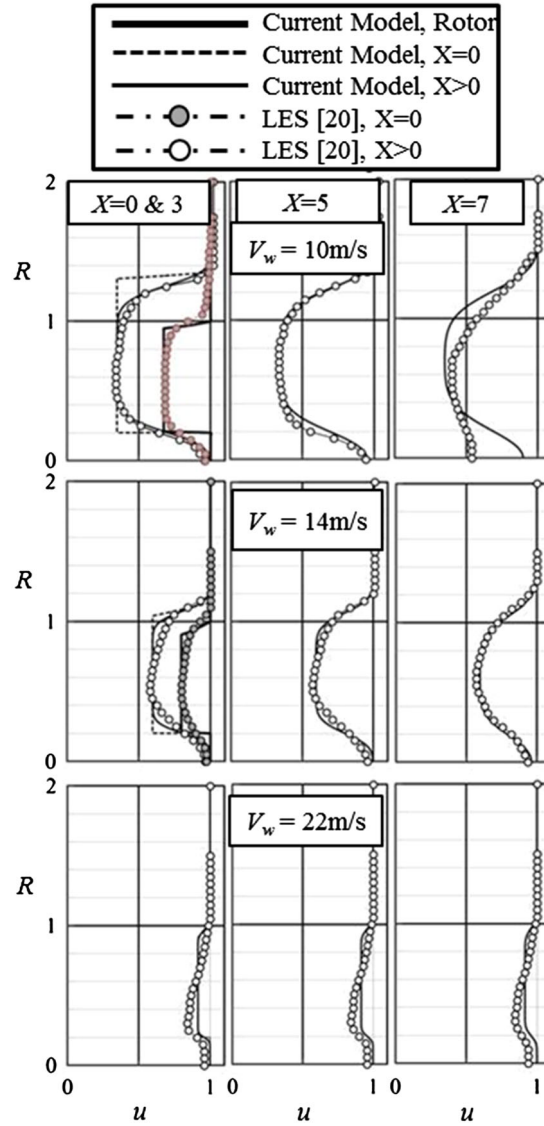 Current Model, Rotor
Current Model, X=0
Current Model, X>0
LES [20], X=0
LES [20], X>0
2
X=0 & 3
X=5
X=7
V_w = 10m/s
R
1
0
2
V_w = 14m/s
R
1
0
2
V_w = 22m/s
R
1
0
0 1 0 1 0 1
u u u